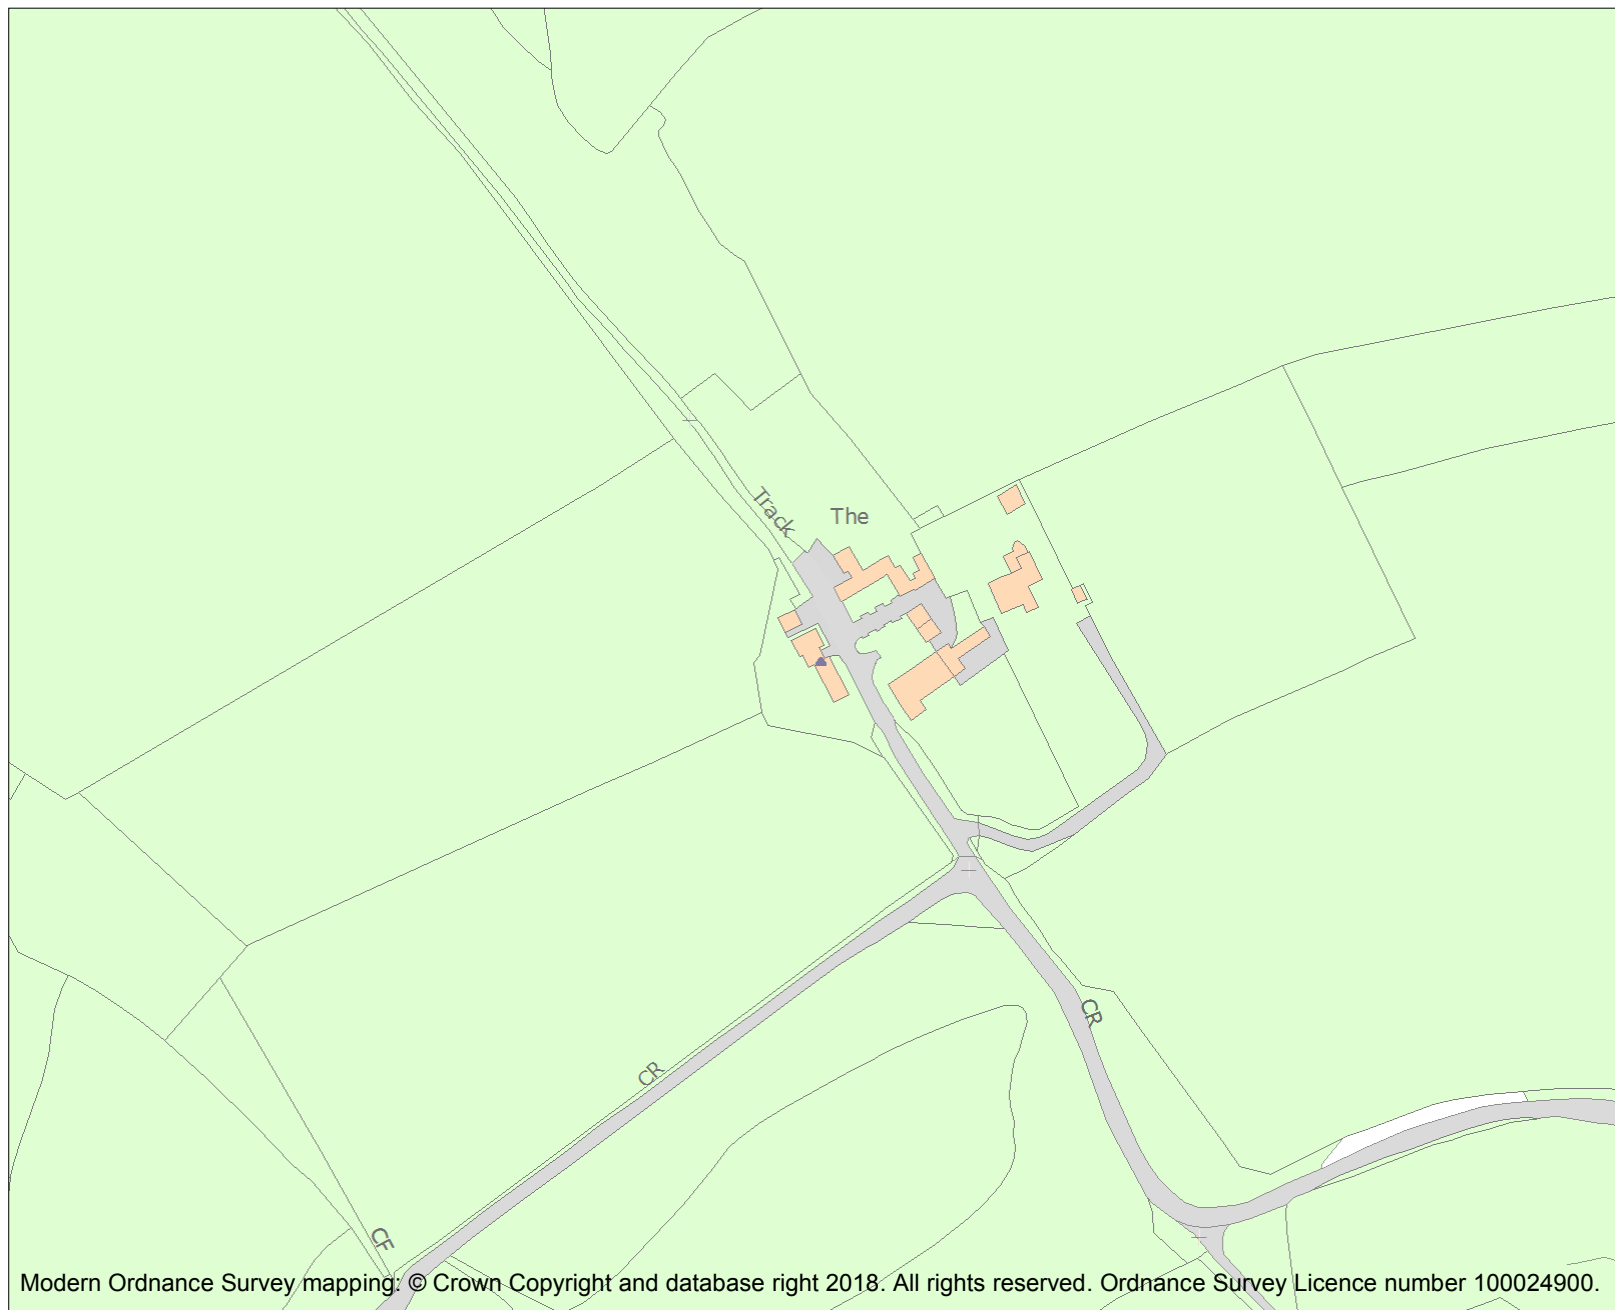 Track
The
CR
CR
CF
Modern Ordnance Survey mapping: © Crown Copyright and database right 2018. All rights reserved. Ordnance Survey Licence number 100024900.